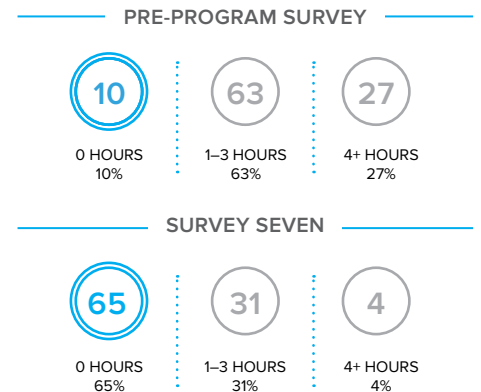 PRE-PROGRAM SURVEY
10
63
27
0 HOURS
10%
1–3 HOURS
63%
4+ HOURS
27%
SURVEY SEVEN
65
31
4
0 HOURS
65%
1–3 HOURS
31%
4+ HOURS
4%